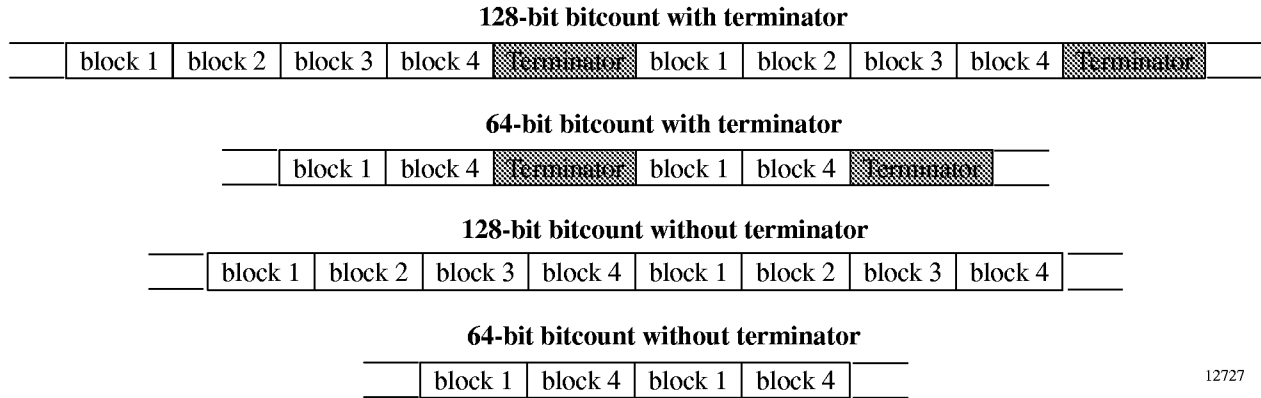 128-bit bitcount with terminator
block 1 block 2 block 3 block 4 Terminator block 1 block 2 block 3 block 4 Terminator
64-bit bitcount with terminator
block 1 block 4 Terminator block 1 block 4 Terminator
128-bit bitcount without terminator
block 1 block 2 block 3 block 4 block 1 block 2 block 3 block 4
64-bit bitcount without terminator
block 1 block 4 block 1 block 4
12727